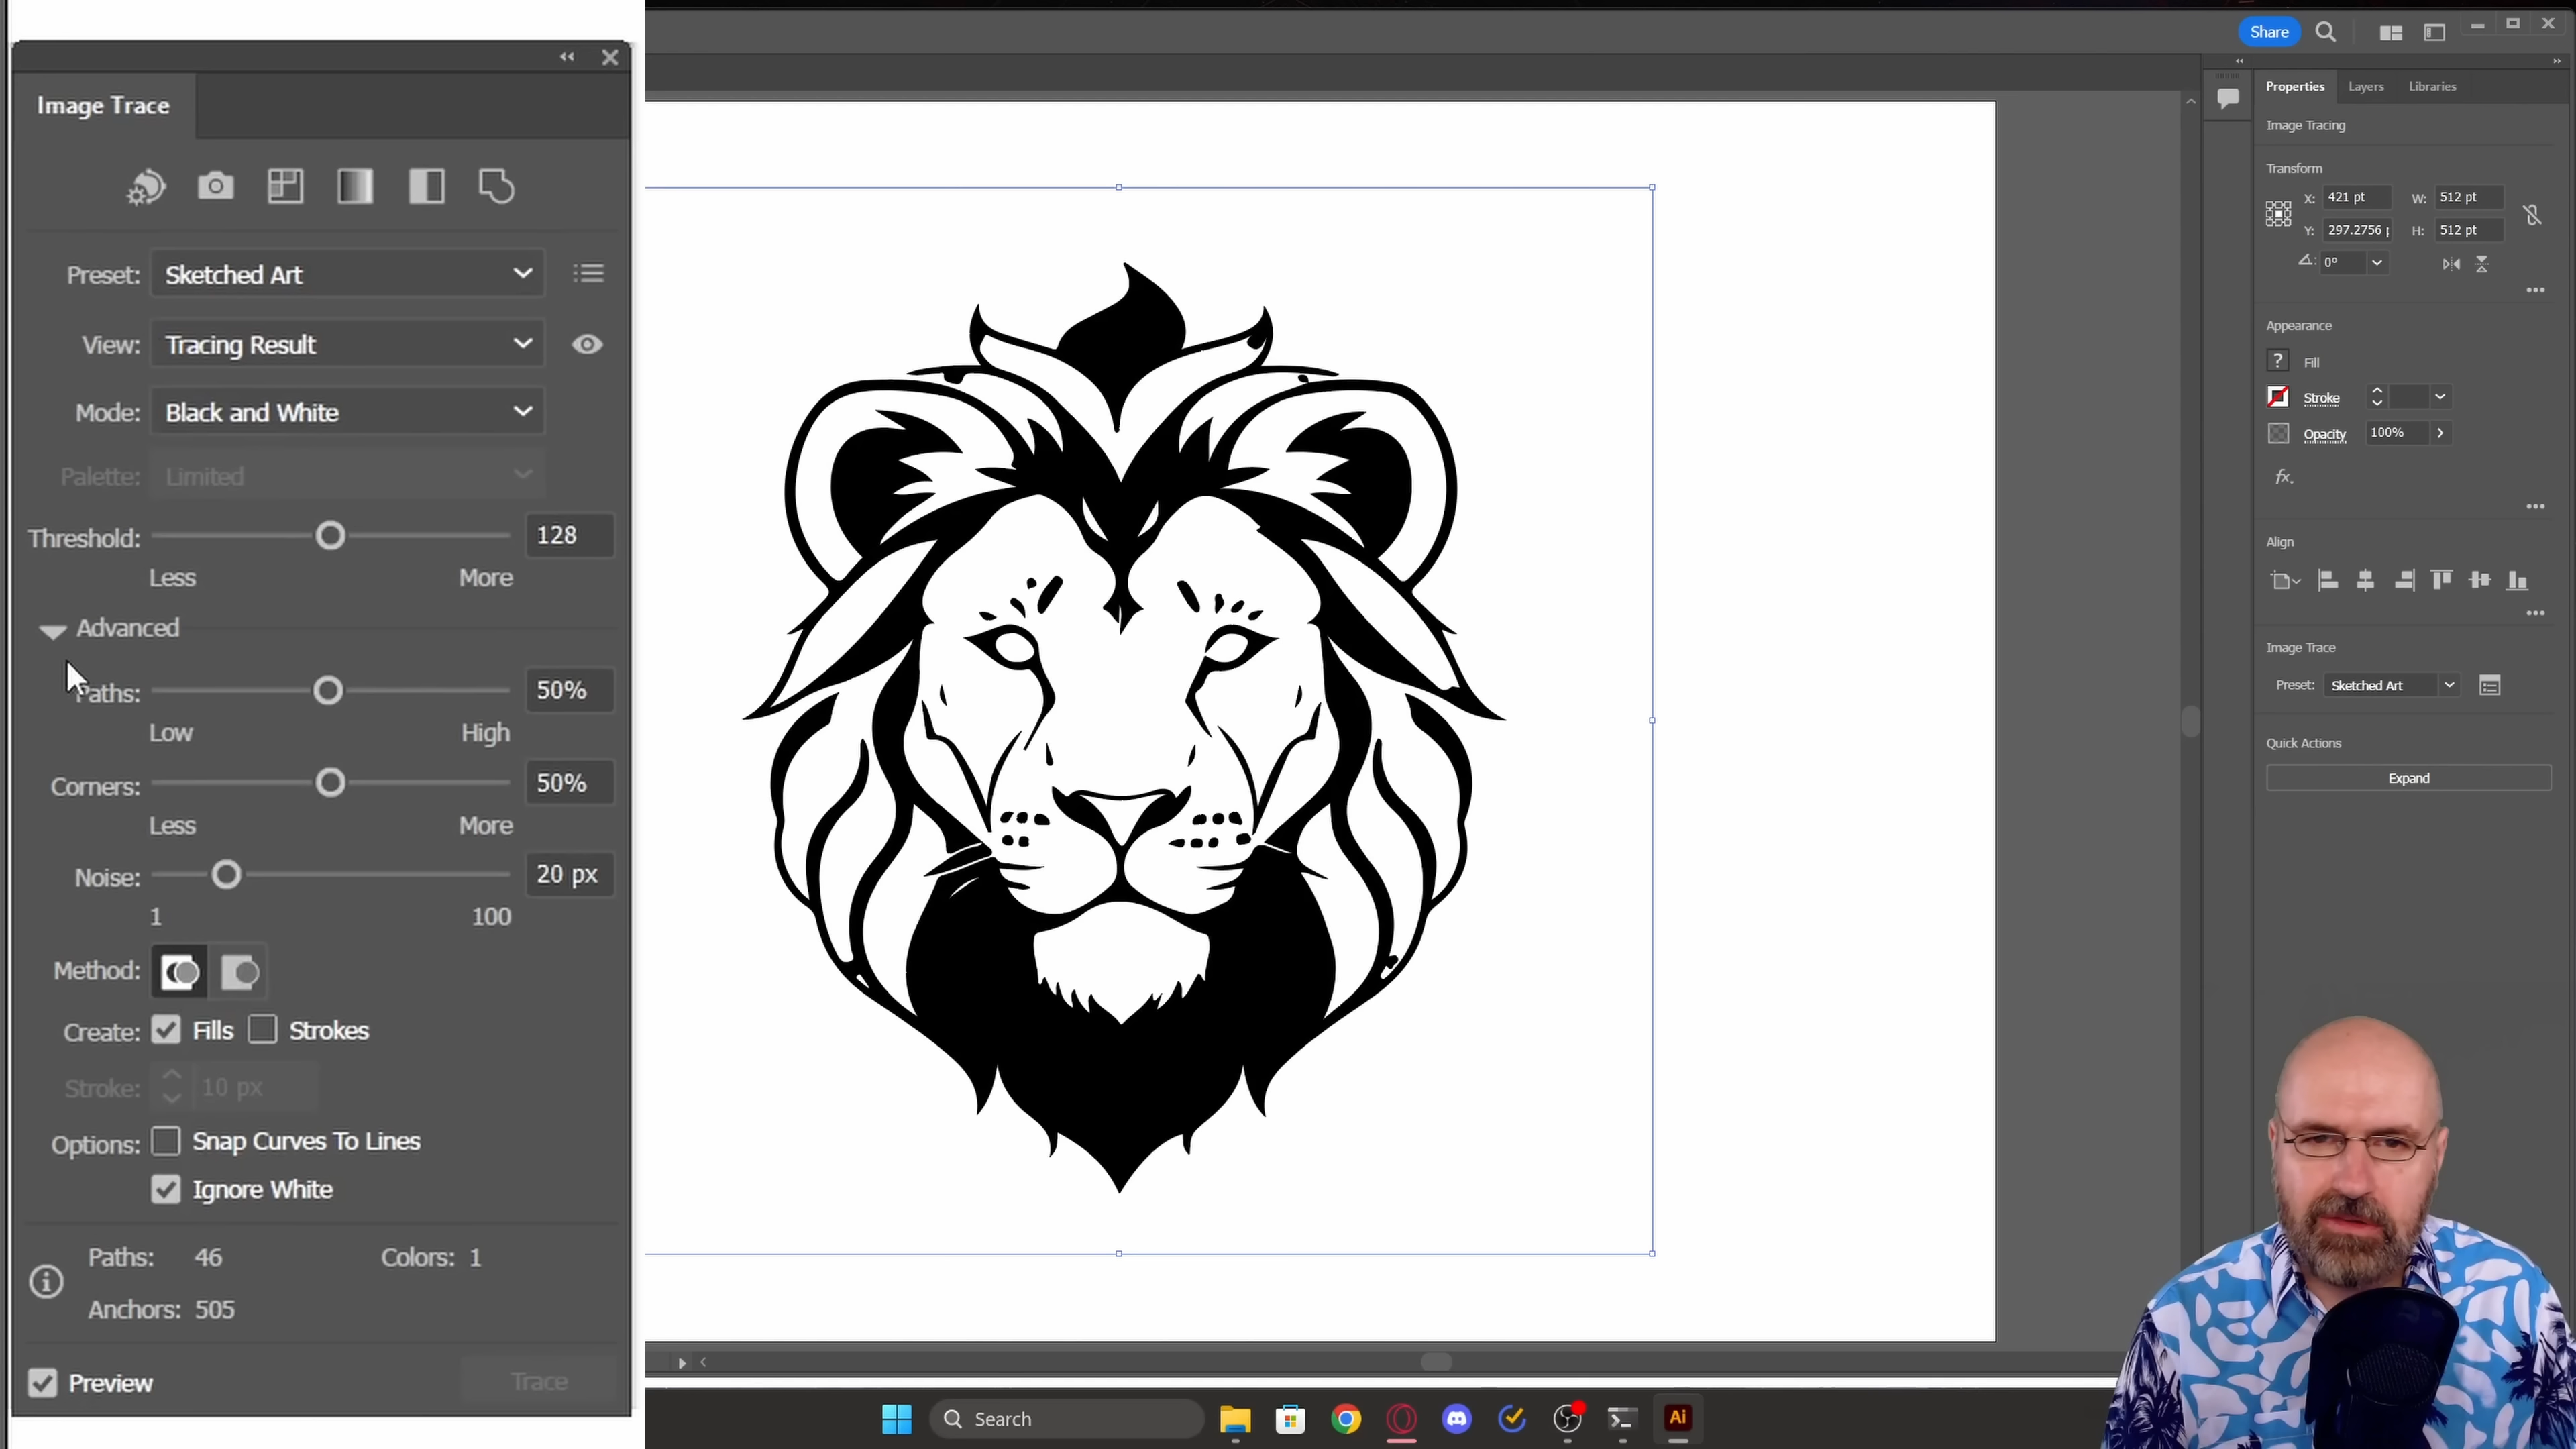 Image Trace
Preset: Sketched Art
View: Tracing Result
Mode: Black and White
Palette: Limited
Threshold: 128
Less More
Advanced
Paths: 50%
Low High
Corners: 50%
Less More
Noise: 20 px
1 100
Method:
Create: Fills Strokes
Stroke: 10 px
Options: Snap Curves To Lines
Ignore White
Paths: 46 Colors: 1
Anchors: 505
Preview Trace
Share
Properties Layers Libraries
Image Tracing
Transform
X: 421 pt W: 512 pt
Y: 297.2756 H: 512 pt
0°
Appearance
? Fill
Stroke
Opacity 100%
fx.
Align
Image Trace
Preset: Sketched Art
Quick Actions
Expand
Search
Ai